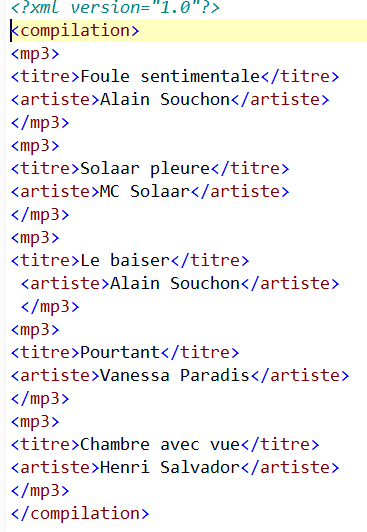 <?xml version="1.0"?>
<compilation>
<mp3>
<titre>Foule sentimentale</titre>
<artiste>Alain Souchon</artiste>
</mp3>
<mp3>
<titre>Solaar pleure</titre>
<artiste>MC Solaar</artiste>
</mp3>
<mp3>
<titre>Le baiser</titre>
 <artiste>Alain Souchon</artiste>
 </mp3>
<mp3>
<titre>Pourtant</titre>
<artiste>Vanessa Paradis</artiste>
</mp3>
<mp3>
<titre>Chambre avec vue</titre>
<artiste>Henri Salvador</artiste>
</mp3>
</compilation>